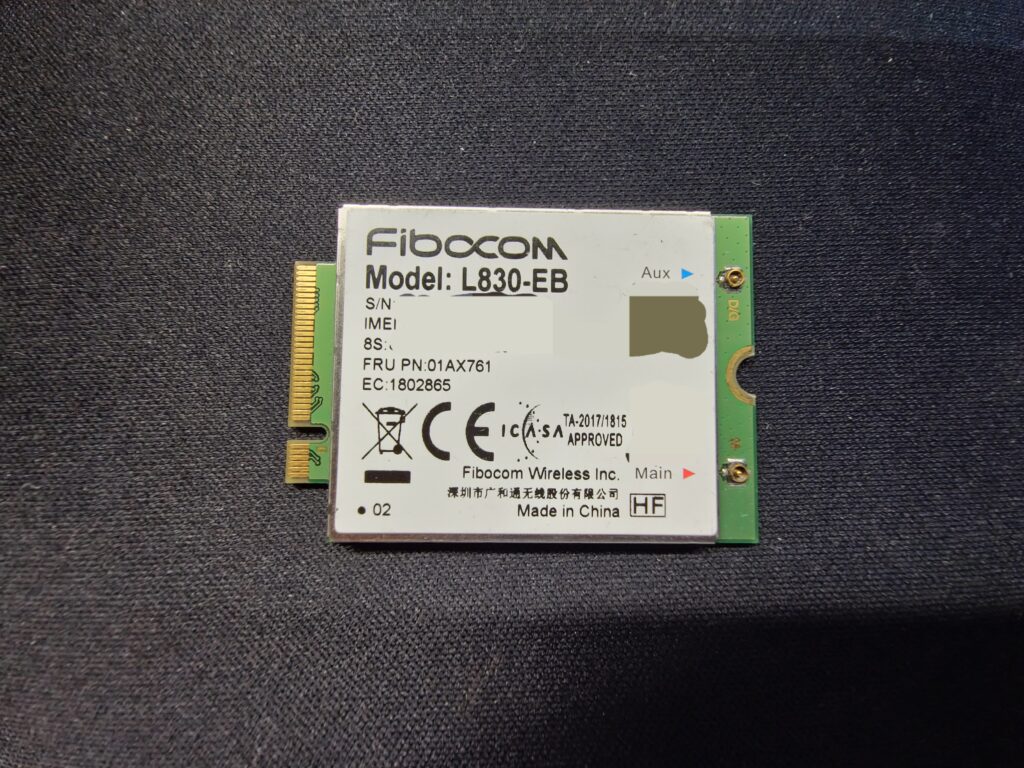 Fibocom
Model: L830-EB
Aux
S/N
IMEI
8S:
FRU PN:01AX761
EC:1802865
CE ICASA TA-2017/1815
APPROVED
Fibocom Wireless Inc.
Main
深圳市广和通无线股份有限公司
02
Made in China
HF
D/G